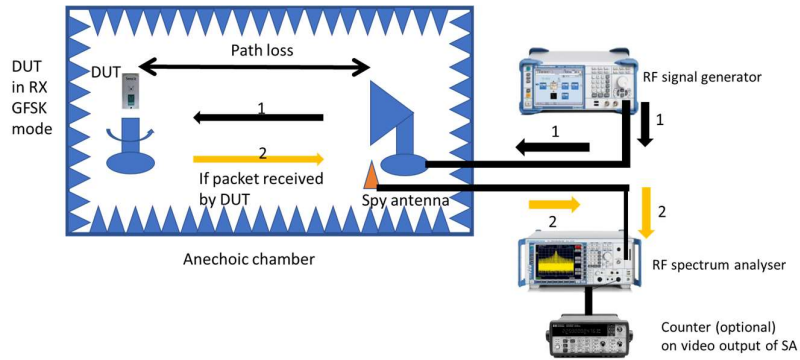 Path loss
DUT
in RX
GFSK
mode
DUT
1
2
If packet received
by DUT
Spy antenna
RF signal generator
1
1
2
2
RF spectrum analyser
Anechoic chamber
Counter (optional)
on video output of SA